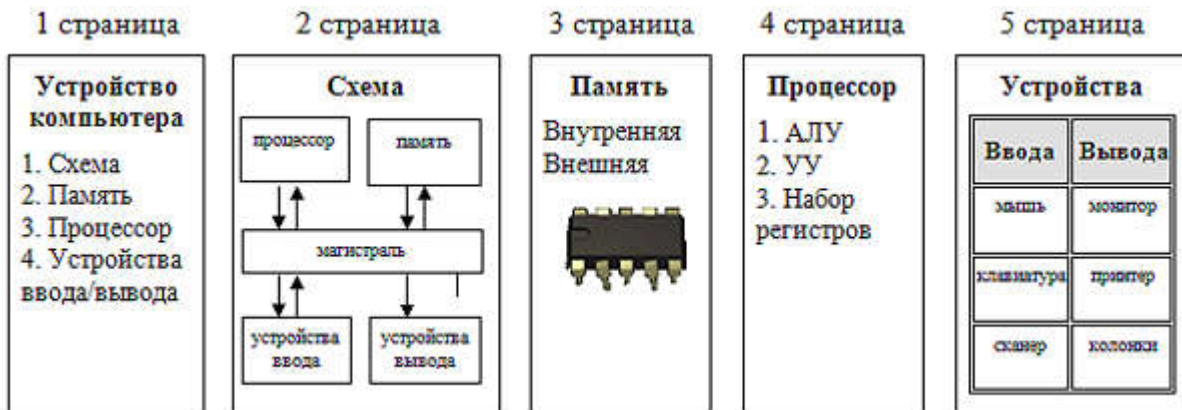 1 страница
Устройство
компьютера
1. Схема
2. Память
3. Процессор
4. Устройства
ввода/вывода
2 страница
Схема
процессор
память
магистраль
устройства
ввода
устройства
вывода
3 страница
Память
Внутренняя
Внешняя
4 страница
Процессор
1. АЛУ
2. УУ
3. Набор
регистров
5 страница
Устройства
Ввода Вывода
мышь монитор
клавиатура принтер
сканер колонки